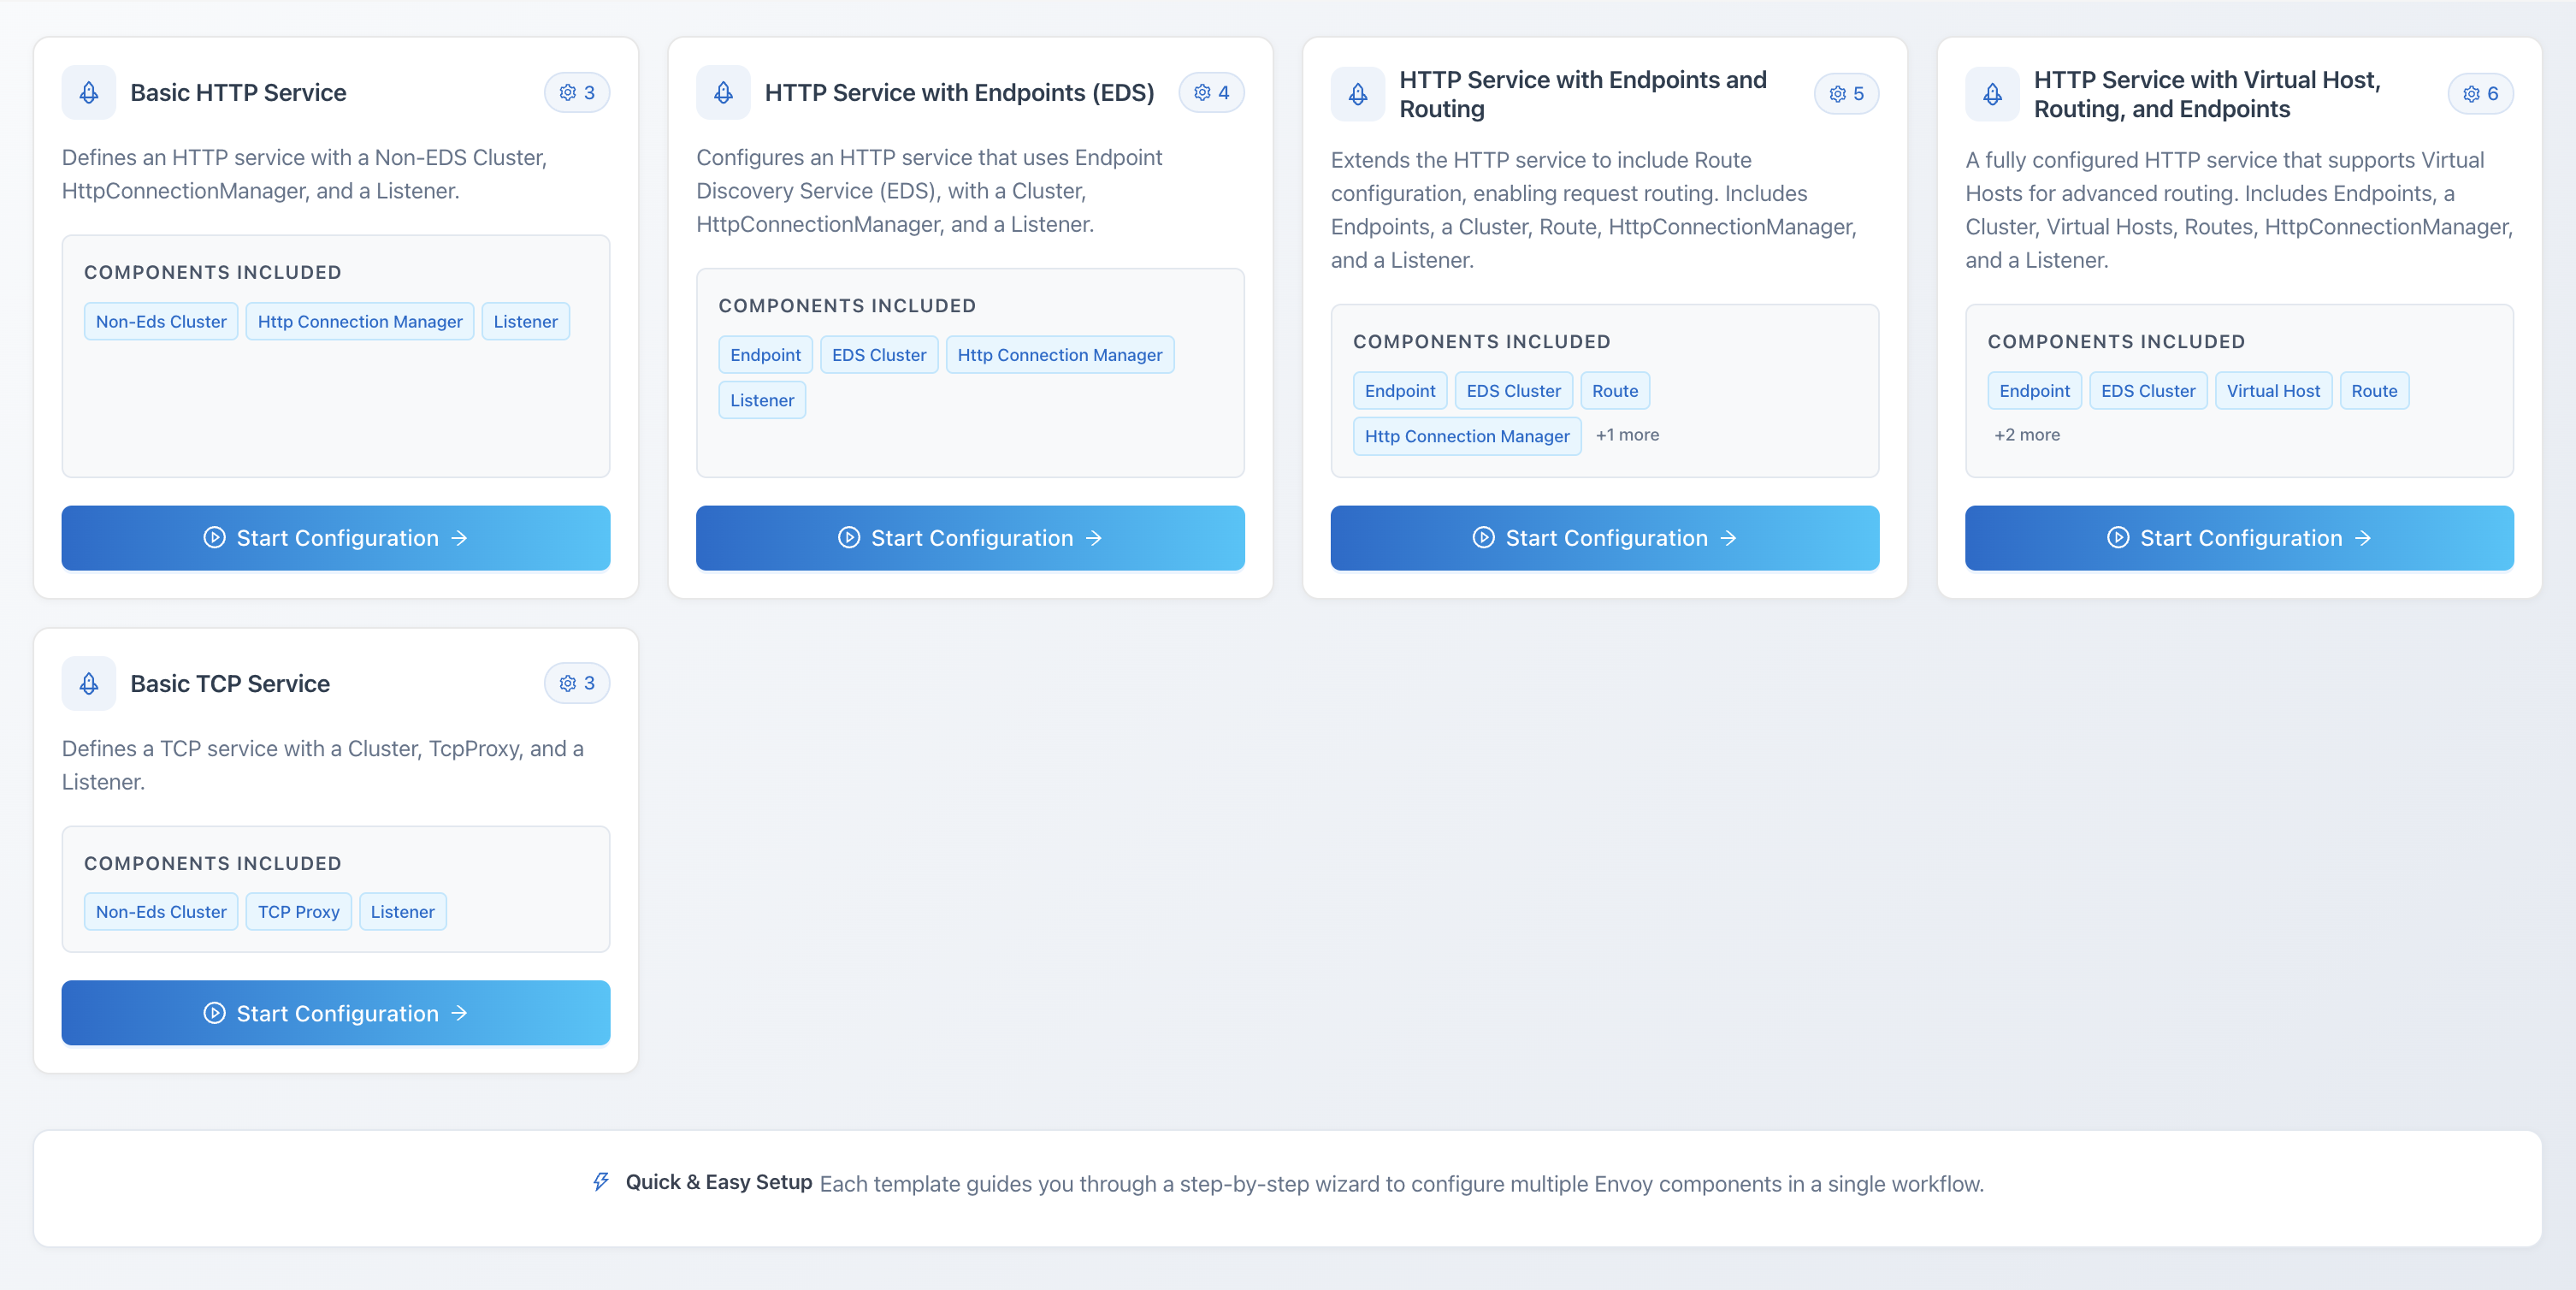 Basic HTTP Service
3
Defines an HTTP service with a Non-EDS Cluster,
HttpConnectionManager, and a Listener.
COMPONENTS INCLUDED
Non-Eds Cluster Http Connection Manager Listener
Start Configuration →
HTTP Service with Endpoints (EDS)
4
Configures an HTTP service that uses Endpoint
Discovery Service (EDS), with a Cluster,
HttpConnectionManager, and a Listener.
COMPONENTS INCLUDED
Endpoint EDS Cluster Http Connection Manager
Listener
Start Configuration →
HTTP Service with Endpoints and
Routing
5
Extends the HTTP service to include Route
configuration, enabling request routing. Includes
Endpoints, a Cluster, Route, HttpConnectionManager,
and a Listener.
COMPONENTS INCLUDED
Endpoint EDS Cluster Route
Http Connection Manager +1 more
Start Configuration →
HTTP Service with Virtual Host,
Routing, and Endpoints
6
A fully configured HTTP service that supports Virtual
Hosts for advanced routing. Includes Endpoints, a
Cluster, Virtual Hosts, Routes, HttpConnectionManager,
and a Listener.
COMPONENTS INCLUDED
Endpoint EDS Cluster Virtual Host Route
+2 more
Start Configuration →
Basic TCP Service
3
Defines a TCP service with a Cluster, TcpProxy, and a
Listener.
COMPONENTS INCLUDED
Non-Eds Cluster TCP Proxy Listener
Start Configuration →
Quick & Easy Setup Each template guides you through a step-by-step wizard to configure multiple Envoy components in a single workflow.